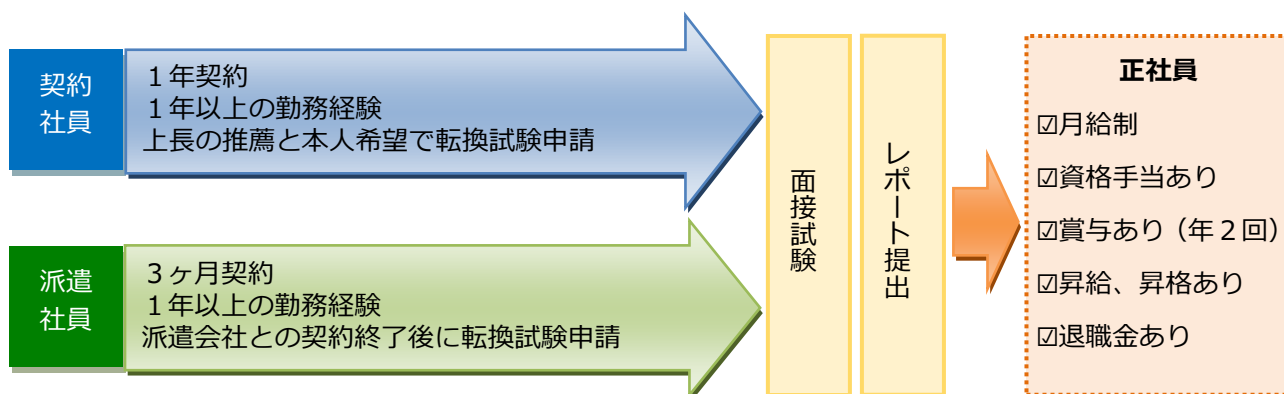 契約
社員
１年契約
１年以上の勤務経験
上長の推薦と本人希望で転換試験申請
派遣
社員
３ヶ月契約
１年以上の勤務経験
派遣会社との契約終了後に転換試験申請
面接試験
レポート提出
正社員
☑月給制
☑資格手当あり
☑賞与あり（年２回）
☑昇給、昇格あり
☑退職金あり